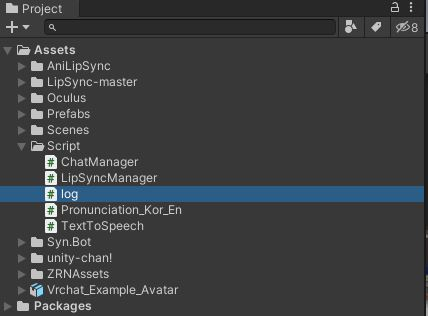 Project
8
Assets
AniLipSync
LipSync-master
Oculus
Prefabs
Scenes
Script
# ChatManager
# LipSyncManager
# log
# Pronunciation_Kor_En
# TextToSpeech
Syn.Bot
unity-chan!
ZRNAssets
Vrchat_Example_Avatar
Packages